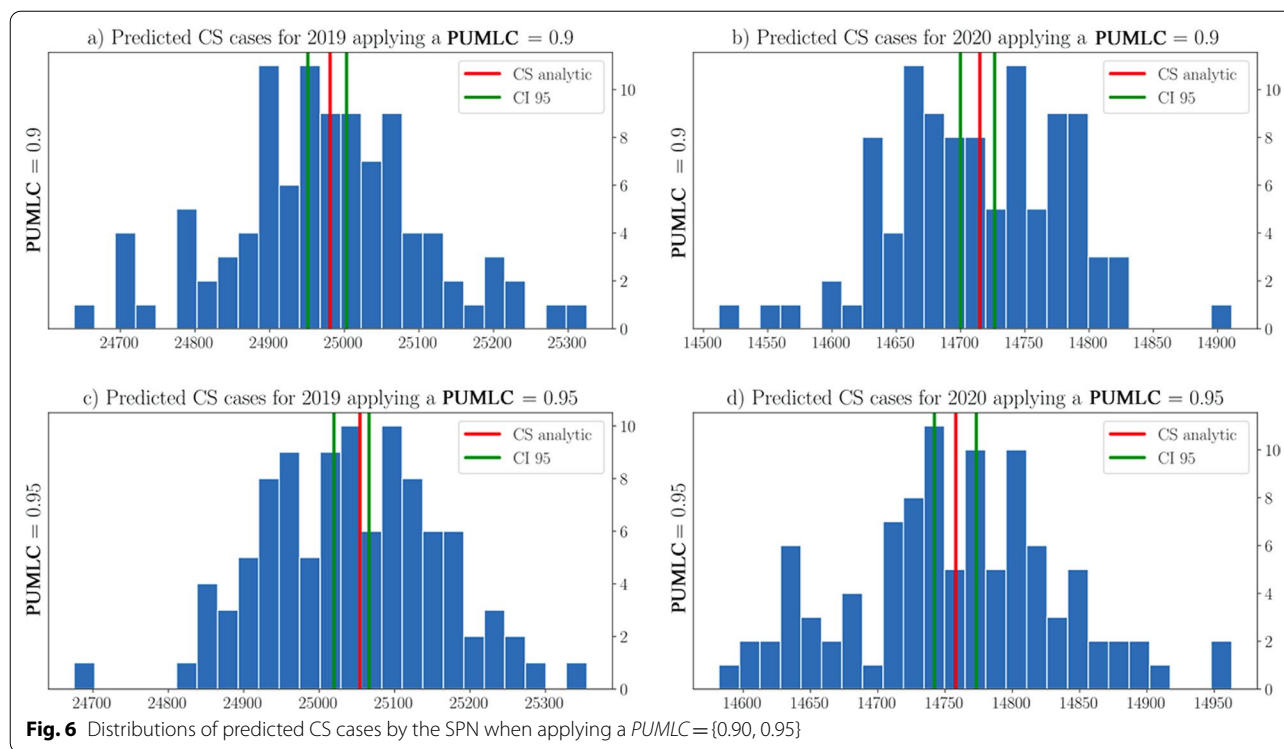 a) Predicted CS cases for 2019 applying a PUMLC = 0.9
CS analytic
CI 95
PUMLC = 0.9
10
8
6
4
2
0
24700 24800 24900 25000 25100 25200 25300
b) Predicted CS cases for 2020 applying a PUMLC = 0.9
CS analytic
CI 95
PUMLC = 0.9
10
8
6
4
2
0
14500 14550 14600 14650 14700 14750 14800 14850 14900
c) Predicted CS cases for 2019 applying a PUMLC = 0.95
CS analytic
CI 95
PUMLC = 0.95
10
8
6
4
2
0
24700 24800 24900 25000 25100 25200 25300
d) Predicted CS cases for 2020 applying a PUMLC = 0.95
CS analytic
CI 95
PUMLC = 0.95
10
8
6
4
2
0
14600 14650 14700 14750 14800 14850 14900 14950
Fig. 6 Distributions of predicted CS cases by the SPN when applying a PUMLC = {0.90, 0.95}